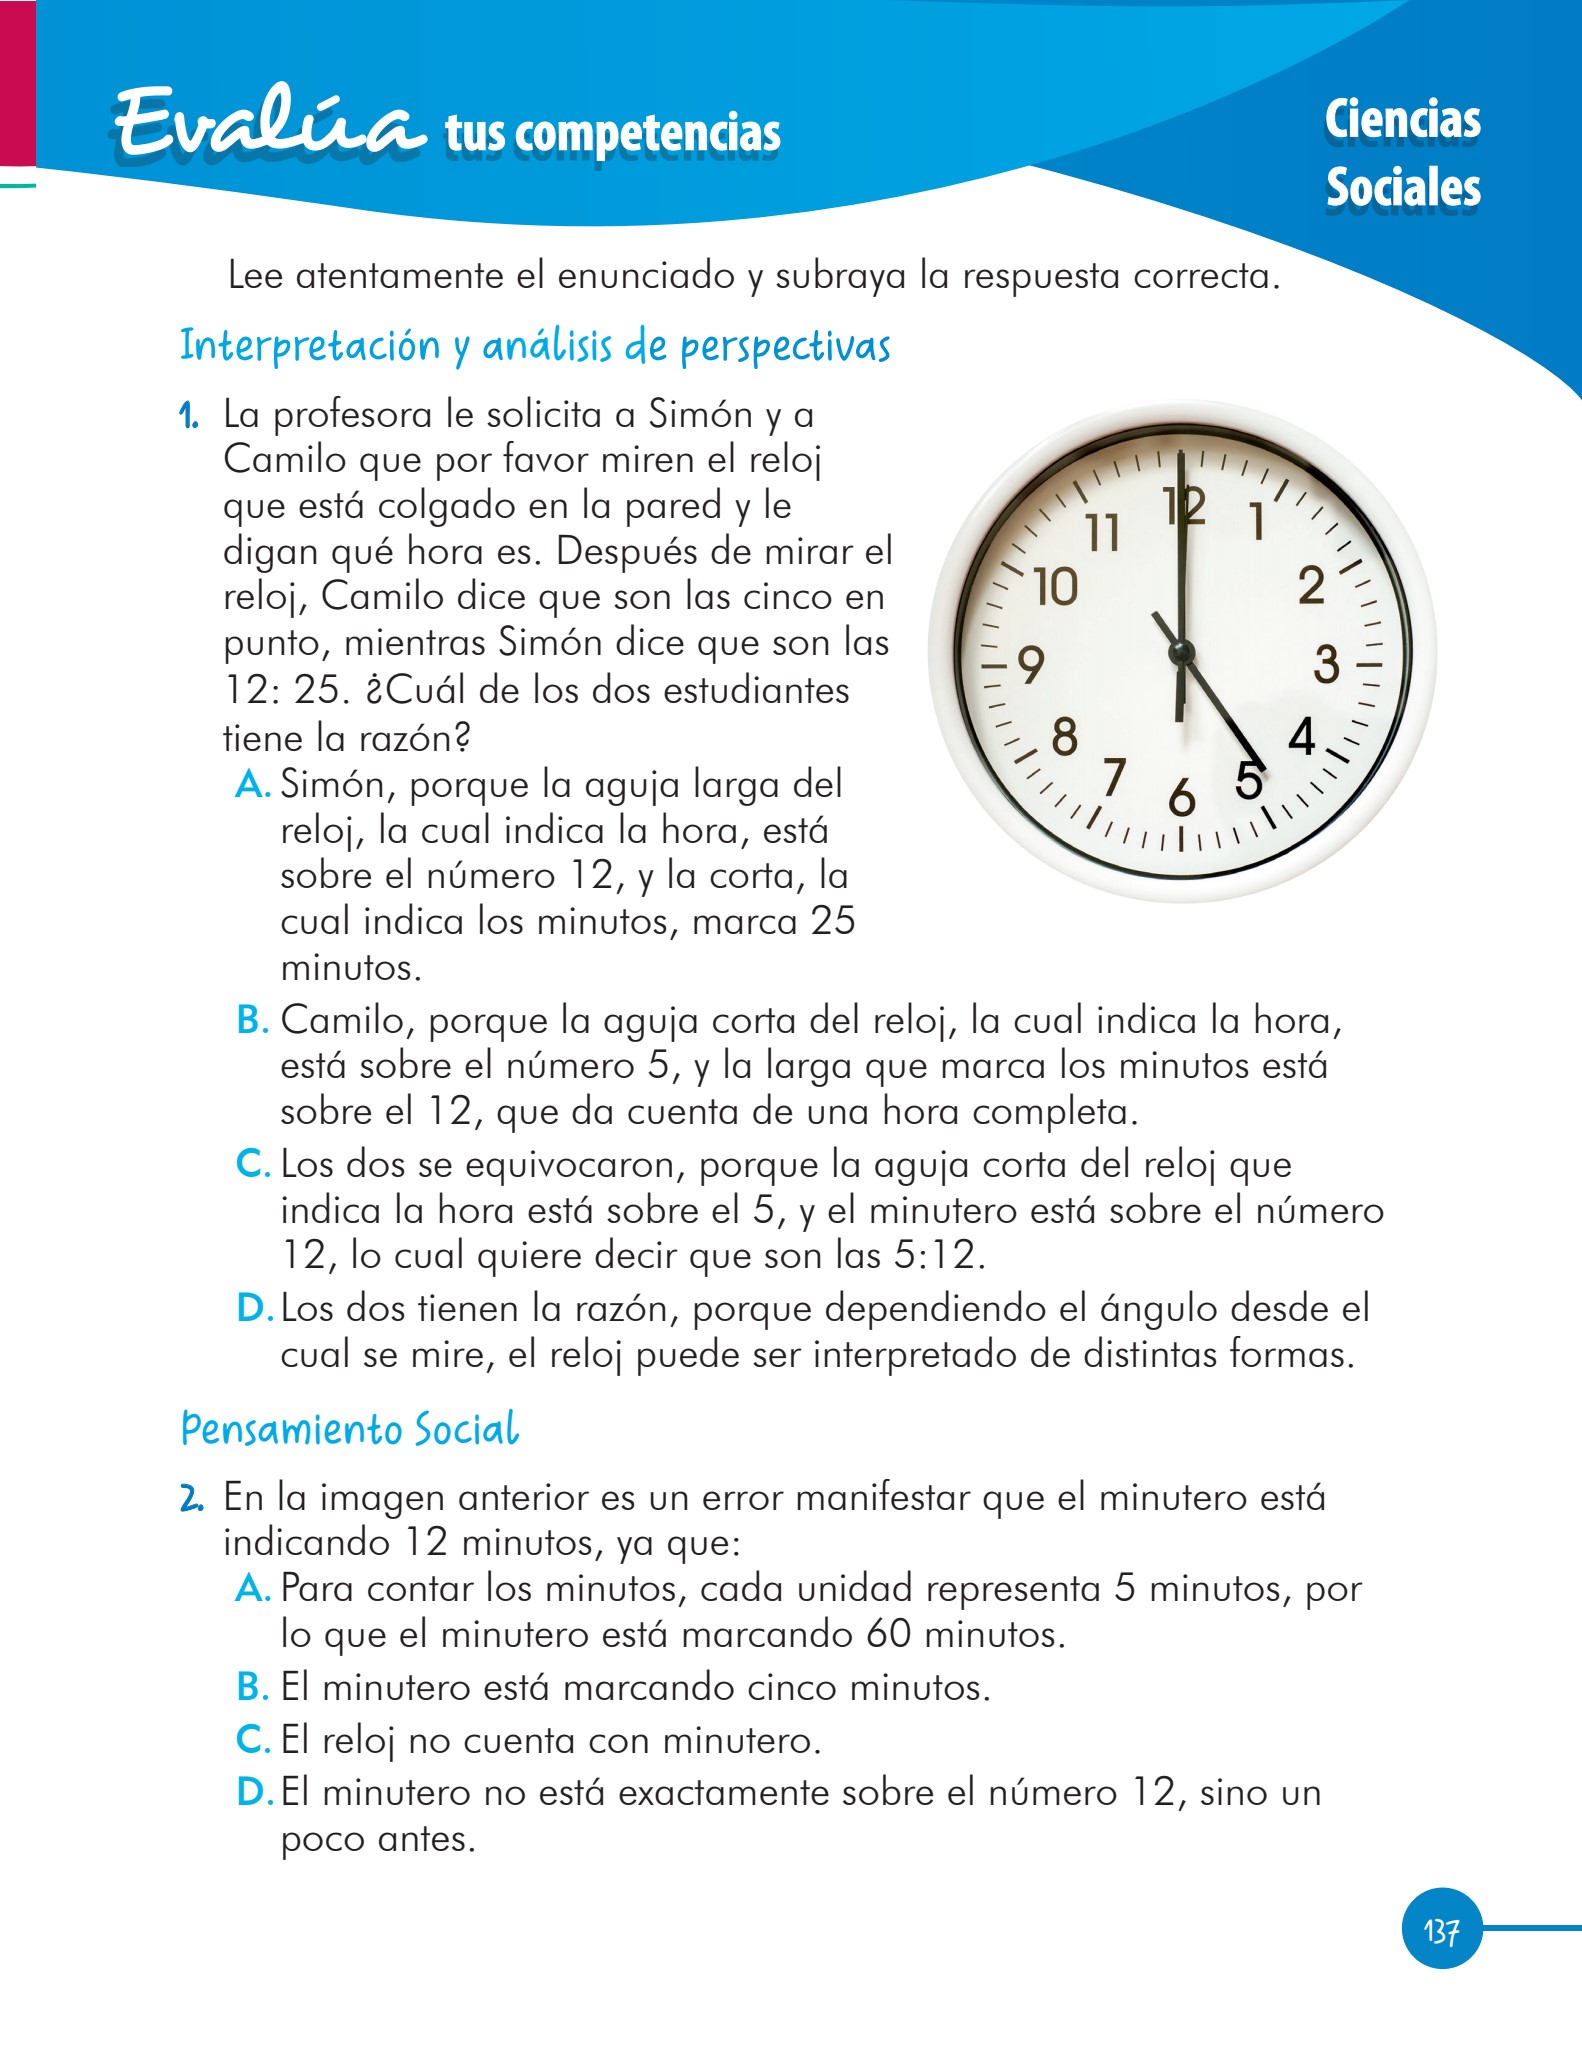 Evalúa tus competencias
Ciencias
Sociales
Lee atentamente el enunciado y subraya la respuesta correcta.
Interpretación y análisis de perspectivas
1. La profesora le solicita a Simón y a
Camilo que por favor miren el reloj
que está colgado en la pared y le
digan qué hora es. Después de mirar el
reloj, Camilo dice que son las cinco en
punto, mientras Simón dice que son las
12: 25. ¿Cuál de los dos estudiantes
tiene la razón?
A. Simón, porque la aguja larga del
reloj, la cual indica la hora, está
sobre el número 12, y la corta, la
cual indica los minutos, marca 25
minutos.
12
1
2
3
4
5
6
7
8
9
10
11
B. Camilo, porque la aguja corta del reloj, la cual indica la hora,
está sobre el número 5, y la larga que marca los minutos está
sobre el 12, que da cuenta de una hora completa.
C. Los dos se equivocaron, porque la aguja corta del reloj que
indica la hora está sobre el 5, y el minutero está sobre el número
12, lo cual quiere decir que son las 5:12.
D. Los dos tienen la razón, porque dependiendo el ángulo desde el
cual se mire, el reloj puede ser interpretado de distintas formas.
Pensamiento Social
2. En la imagen anterior es un error manifestar que el minutero está
indicando 12 minutos, ya que:
A. Para contar los minutos, cada unidad representa 5 minutos, por
lo que el minutero está marcando 60 minutos.
B. El minutero está marcando cinco minutos.
C. El reloj no cuenta con minutero.
D. El minutero no está exactamente sobre el número 12, sino un
poco antes.
137